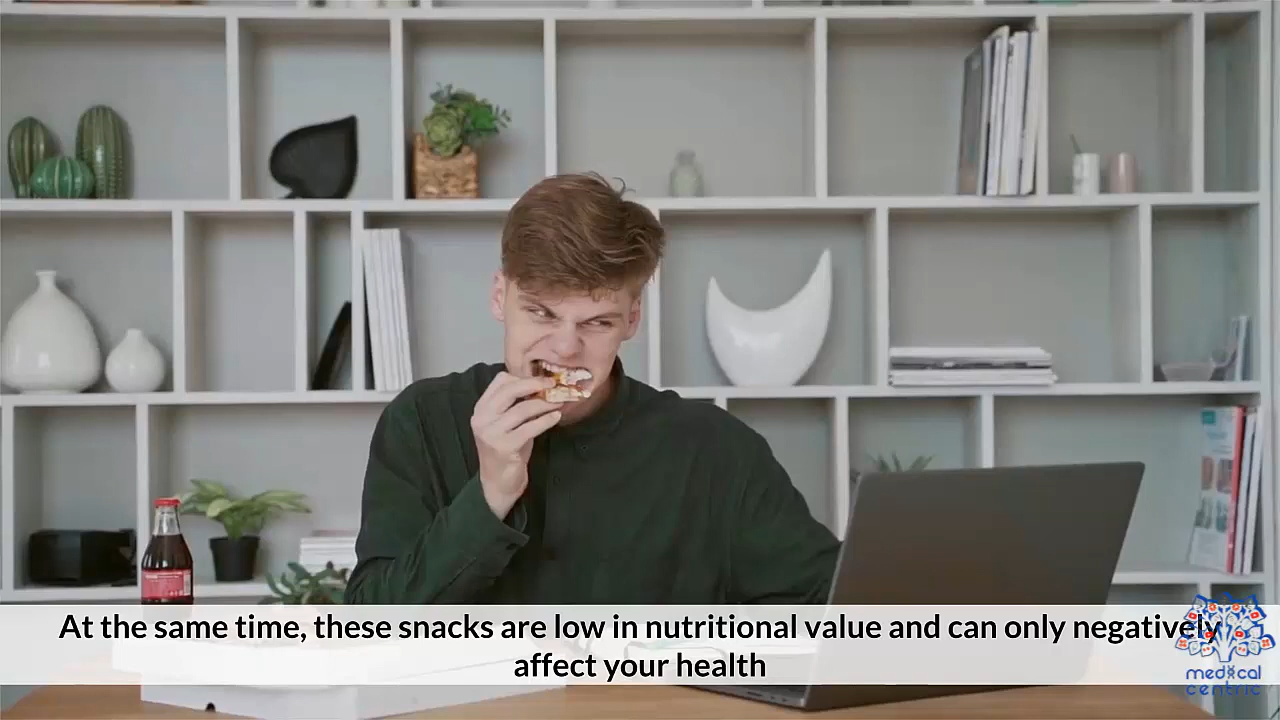 At the same time, these snacks are low in nutritional value and can only negatively
affect your health
medical
centric